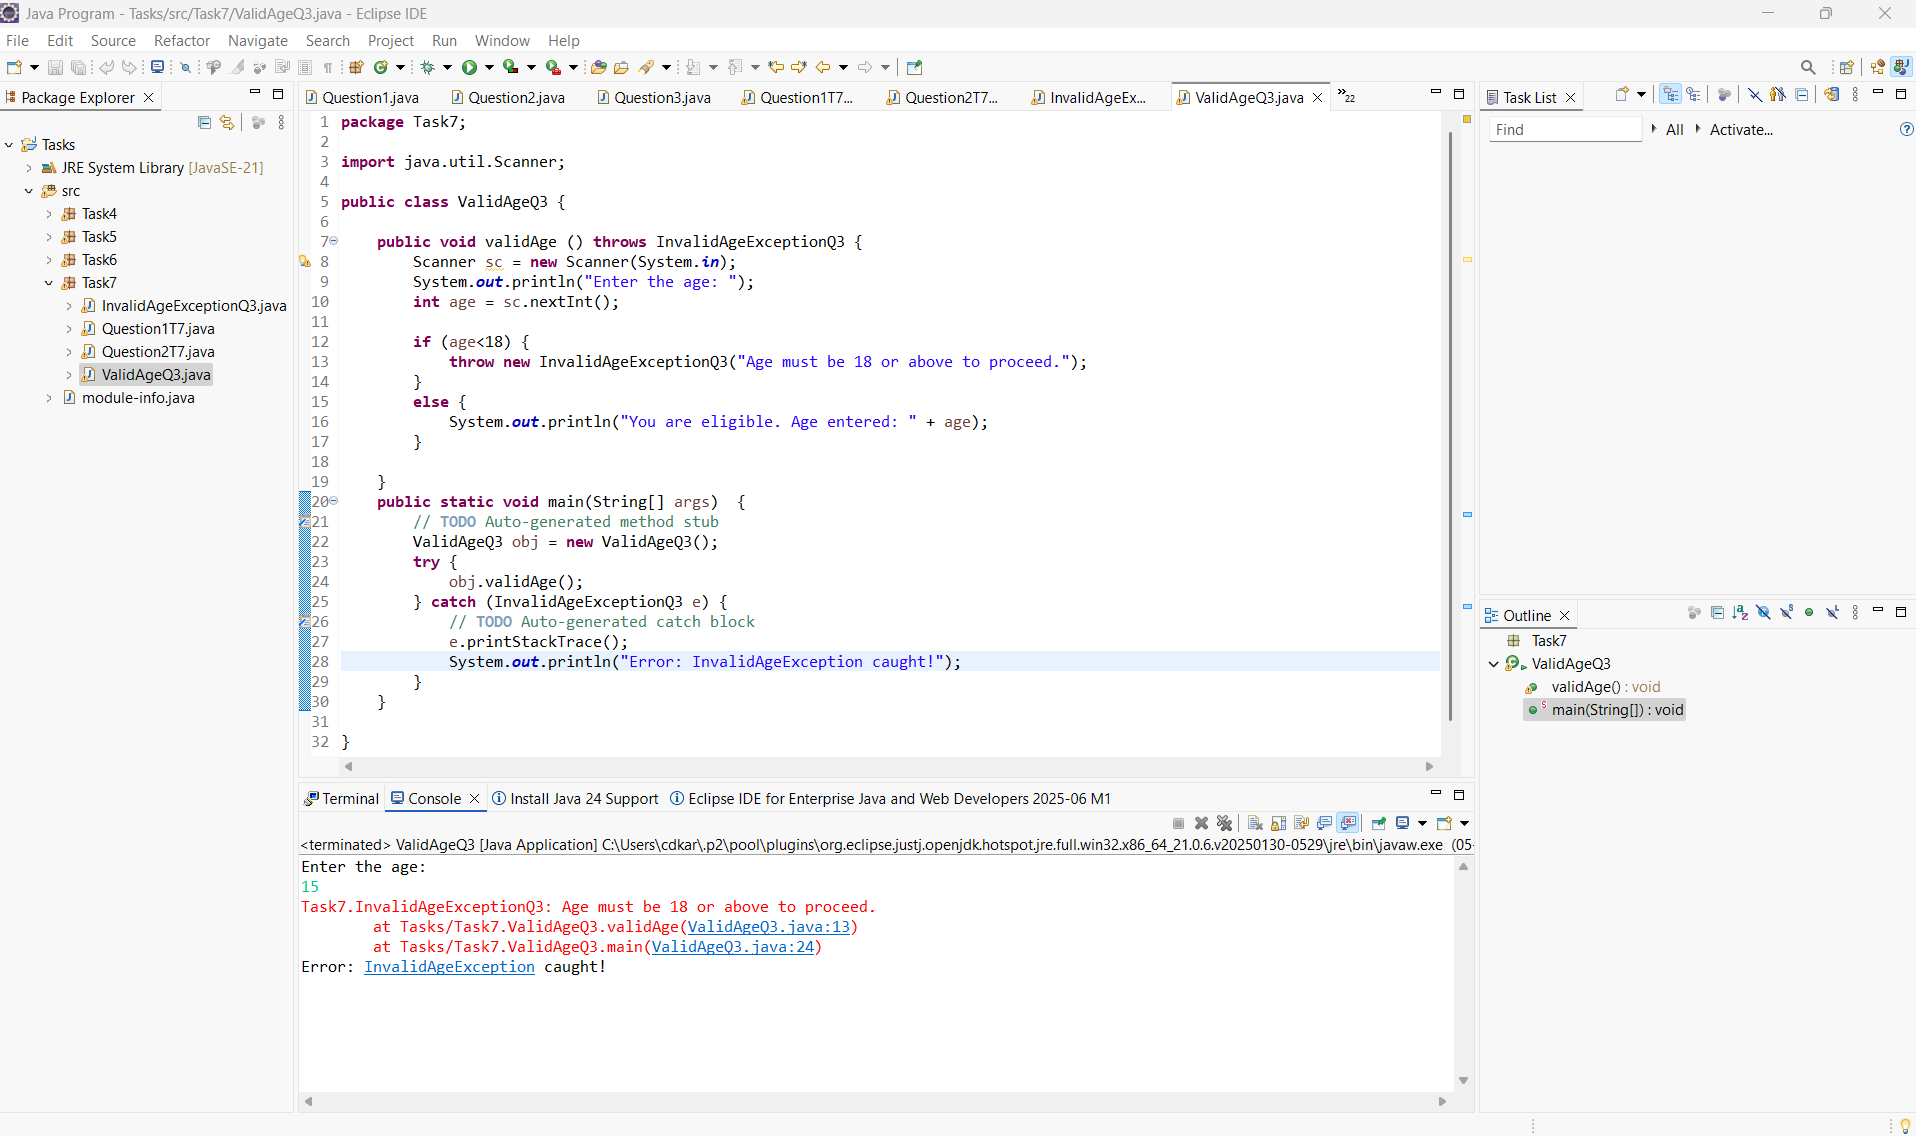 Java Program - Tasks/src/Task7/ValidAgeQ3.java - Eclipse IDE
File Edit Source Refactor Navigate Search Project Run Window Help
Package Explorer
Tasks
JRE System Library [JavaSE-21]
src
Task4
Task5
Task6
Task7
InvalidAgeExceptionQ3.java
Question1T7.java
Question2T7.java
ValidAgeQ3.java
module-info.java
Question1.java Question2.java Question3.java Question1T7... Question2T7... InvalidAgeEx... ValidAgeQ3.java »22
1 package Task7;
2
3 import java.util.Scanner;
4
5 public class ValidAgeQ3 {
6
7 public void validAge () throws InvalidAgeExceptionQ3 {
8 Scanner sc = new Scanner(System.in);
9 System.out.println("Enter the age: ");
10 int age = sc.nextInt();
11
12 if (age<18) {
13 throw new InvalidAgeExceptionQ3("Age must be 18 or above to proceed.");
14 }
15 else {
16 System.out.println("You are eligible. Age entered: " + age);
17 }
18
19 }
20 public static void main(String[] args) {
21 // TODO Auto-generated method stub
22 ValidAgeQ3 obj = new ValidAgeQ3();
23 try {
24 obj.validAge();
25 } catch (InvalidAgeExceptionQ3 e) {
26 // TODO Auto-generated catch block
27 e.printStackTrace();
28 System.out.println("Error: InvalidAgeException caught!");
29 }
30 }
31
32 }
Terminal Console Install Java 24 Support Eclipse IDE for Enterprise Java and Web Developers 2025-06 M1
<terminated> ValidAgeQ3 [Java Application] C:\Users\cdkar\.p2\pool\plugins\org.eclipse.justj.openjdk.hotspot.jre.full.win32.x86_64_21.0.6.v20250130-0529\jre\bin\javaw.exe (05-
Enter the age:
15
Task7.InvalidAgeExceptionQ3: Age must be 18 or above to proceed.
at Tasks/Task7.ValidAgeQ3.validAge(ValidAgeQ3.java:13)
at Tasks/Task7.ValidAgeQ3.main(ValidAgeQ3.java:24)
Error: InvalidAgeException caught!
Task List
Find All Activate...
Outline
Task7
ValidAgeQ3
validAge() : void
main(String[]) : void